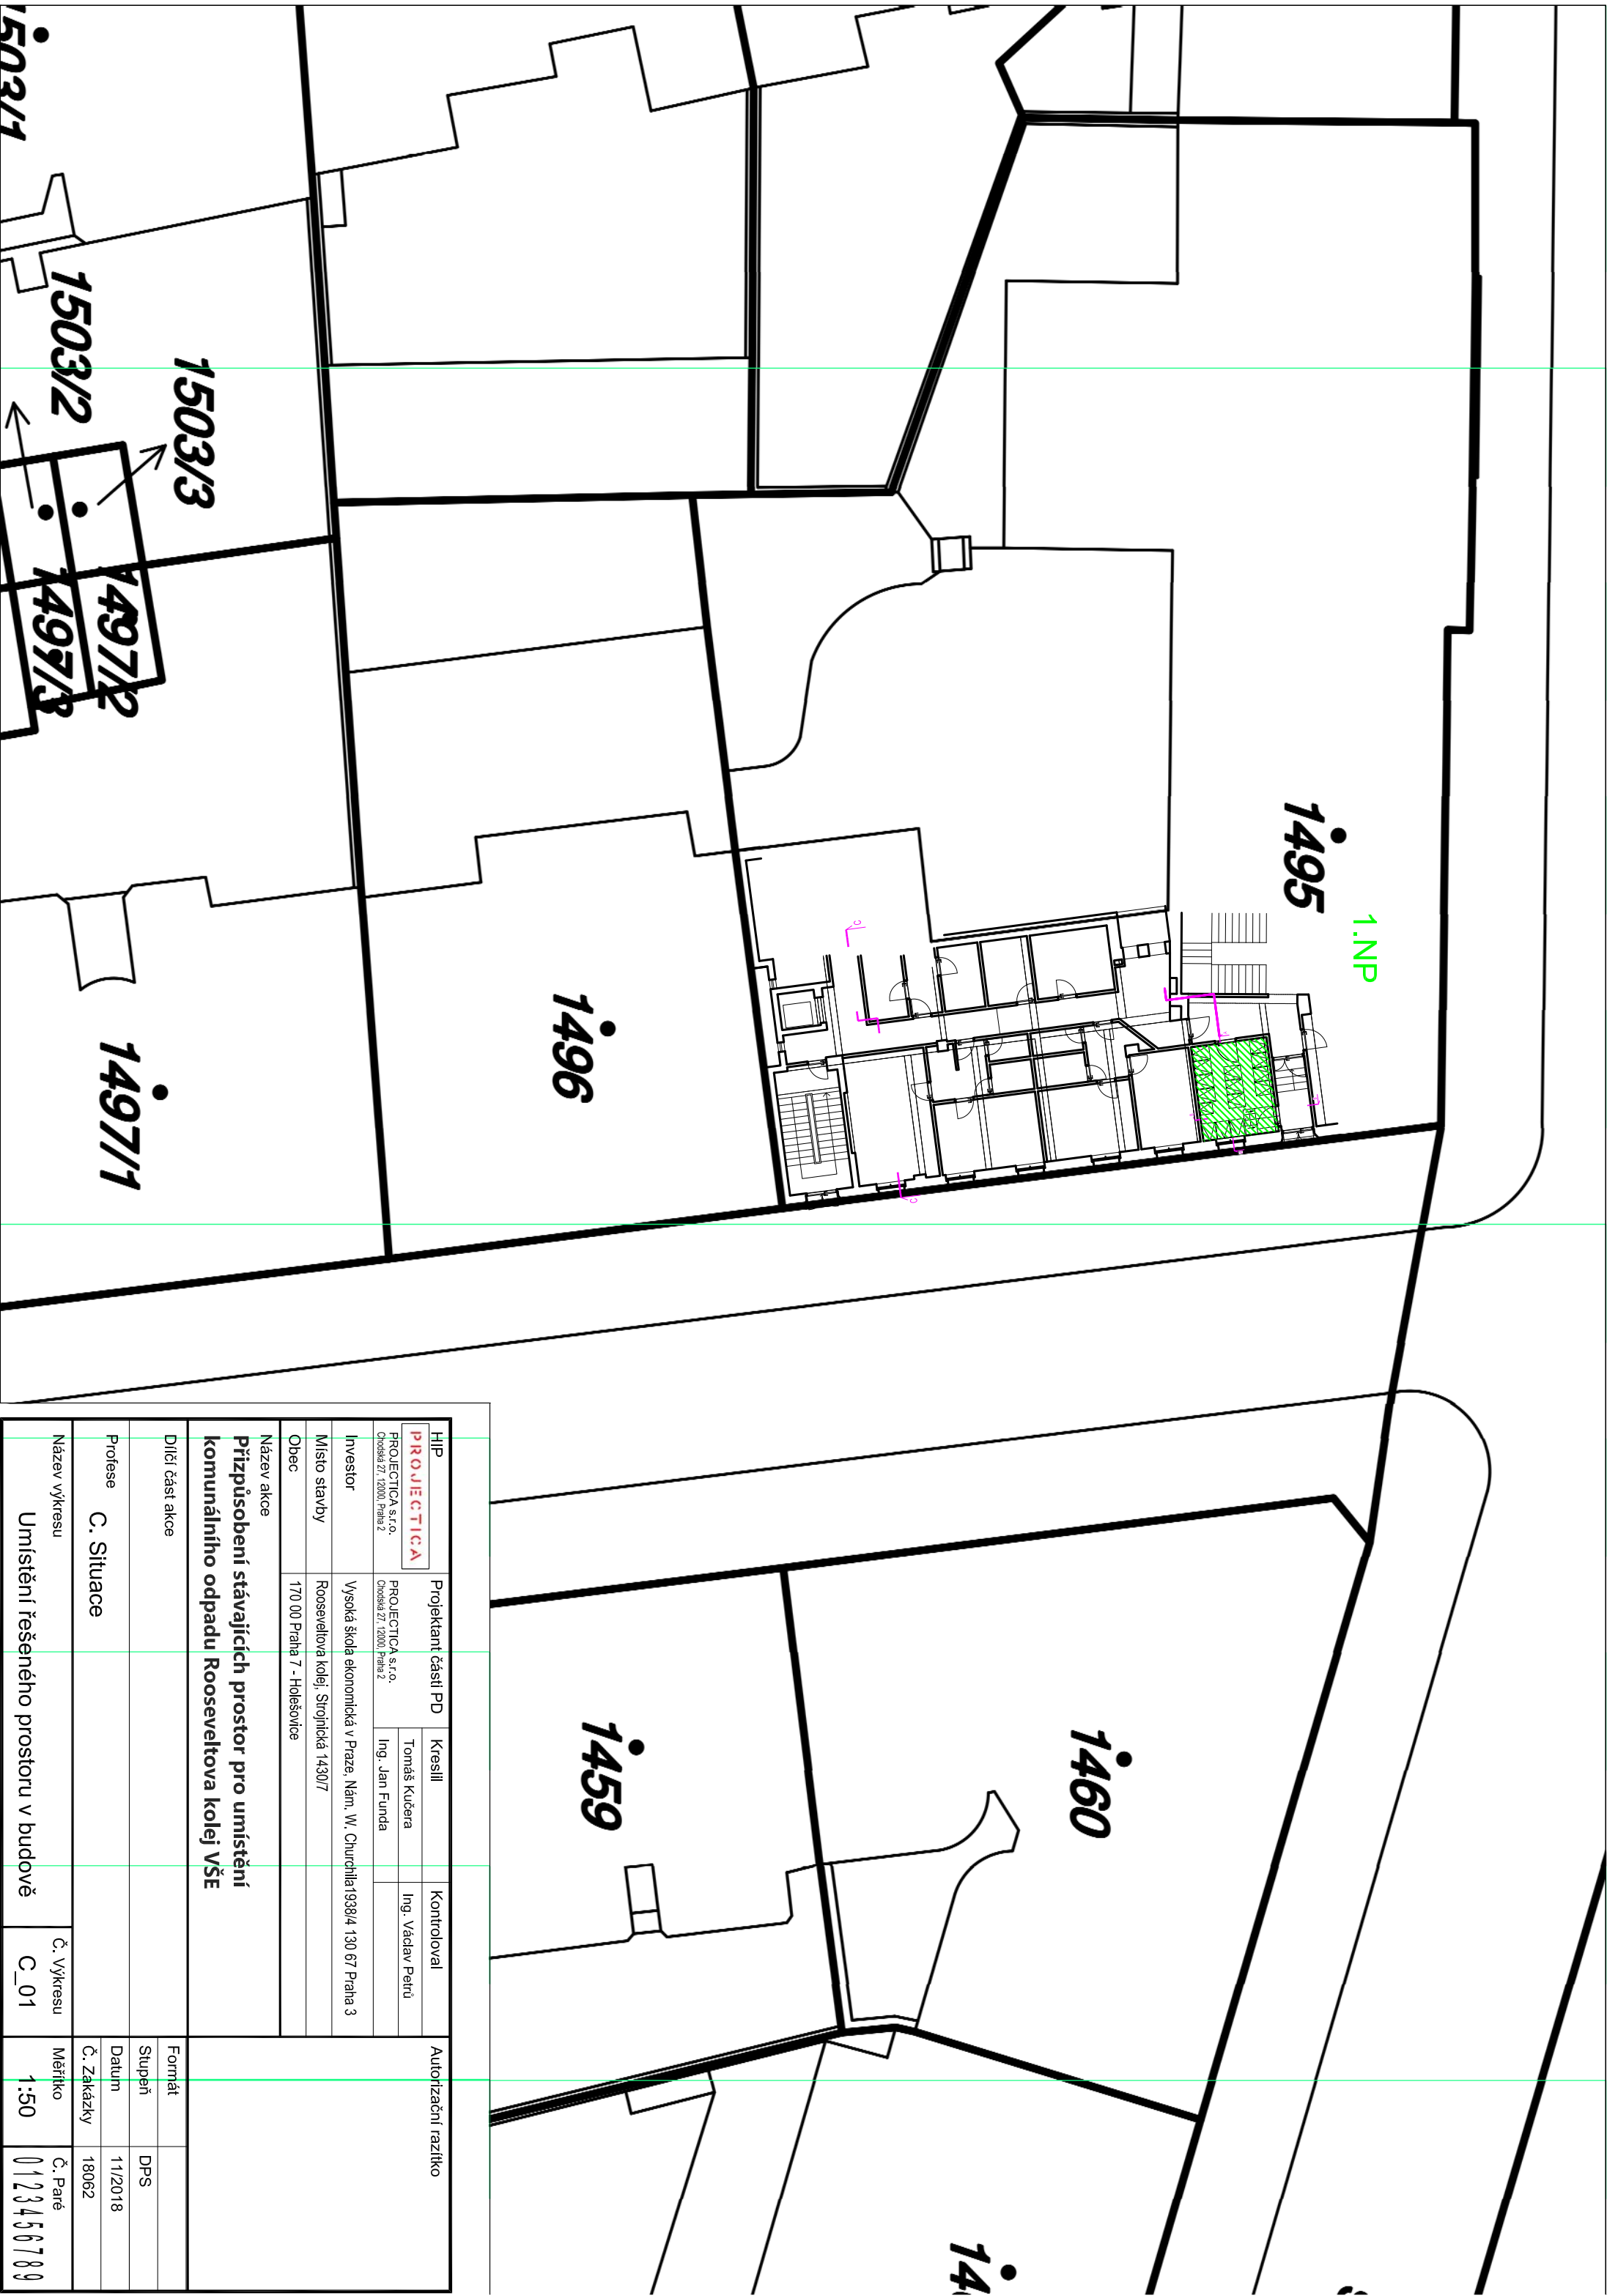 1503/1
1503/2
1503/3
1497/2
1497/3
1497/1
1496
1495
1.NP
1459
1460
HIP
Projektant části PD
Kreslil
Kontroloval
Autorizační razítko
PROJECTICA
PROJECTICA s.r.o.
Chodská 27, 12000, Praha 2
PROJECTICA s.r.o.
Chodská 27, 12000, Praha 2
Tomáš Kučera
Ing. Václav Petrů
Ing. Jan Funda
Investor
Vysoká škola ekonomická v Praze, Nám. W. Churchila1938/4 130 67 Praha 3
Místo stavby
Rooseveltova kolej, Strojnická 1430/7
Obec
170 00 Praha 7 - Holešovice
Název akce
Přizpůsobení stávajících prostor pro umístění
komunálního odpadu Rooseveltova kolej VŠE
Dílčí část akce
Profese
C. Situace
Název výkresu
Umístění řešeného prostoru v budově
Č. Výkresu
C_01
Formát
Stupeň
DPS
Datum
11/2018
Č. Zakázky
18062
Měřítko
1:50
Č. Paré
0123456789